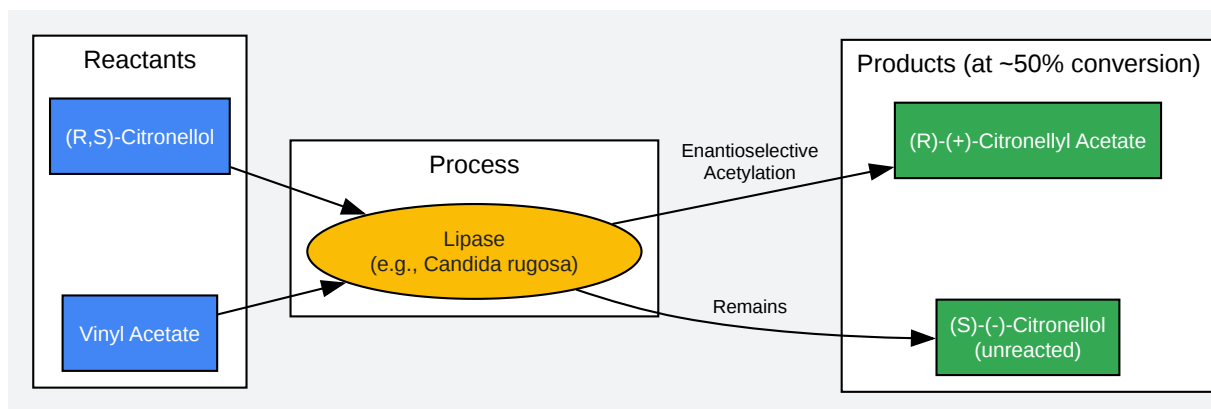 Reactants
(R,S)-Citronellol
Vinyl Acetate
Process
Lipase
(e.g., Candida rugosa)
Enantioselective
Acetylation
Remains
Products (at ~50% conversion)
(R)-(+)-Citronellyl Acetate
(S)-(-)-Citronellol
(unreacted)